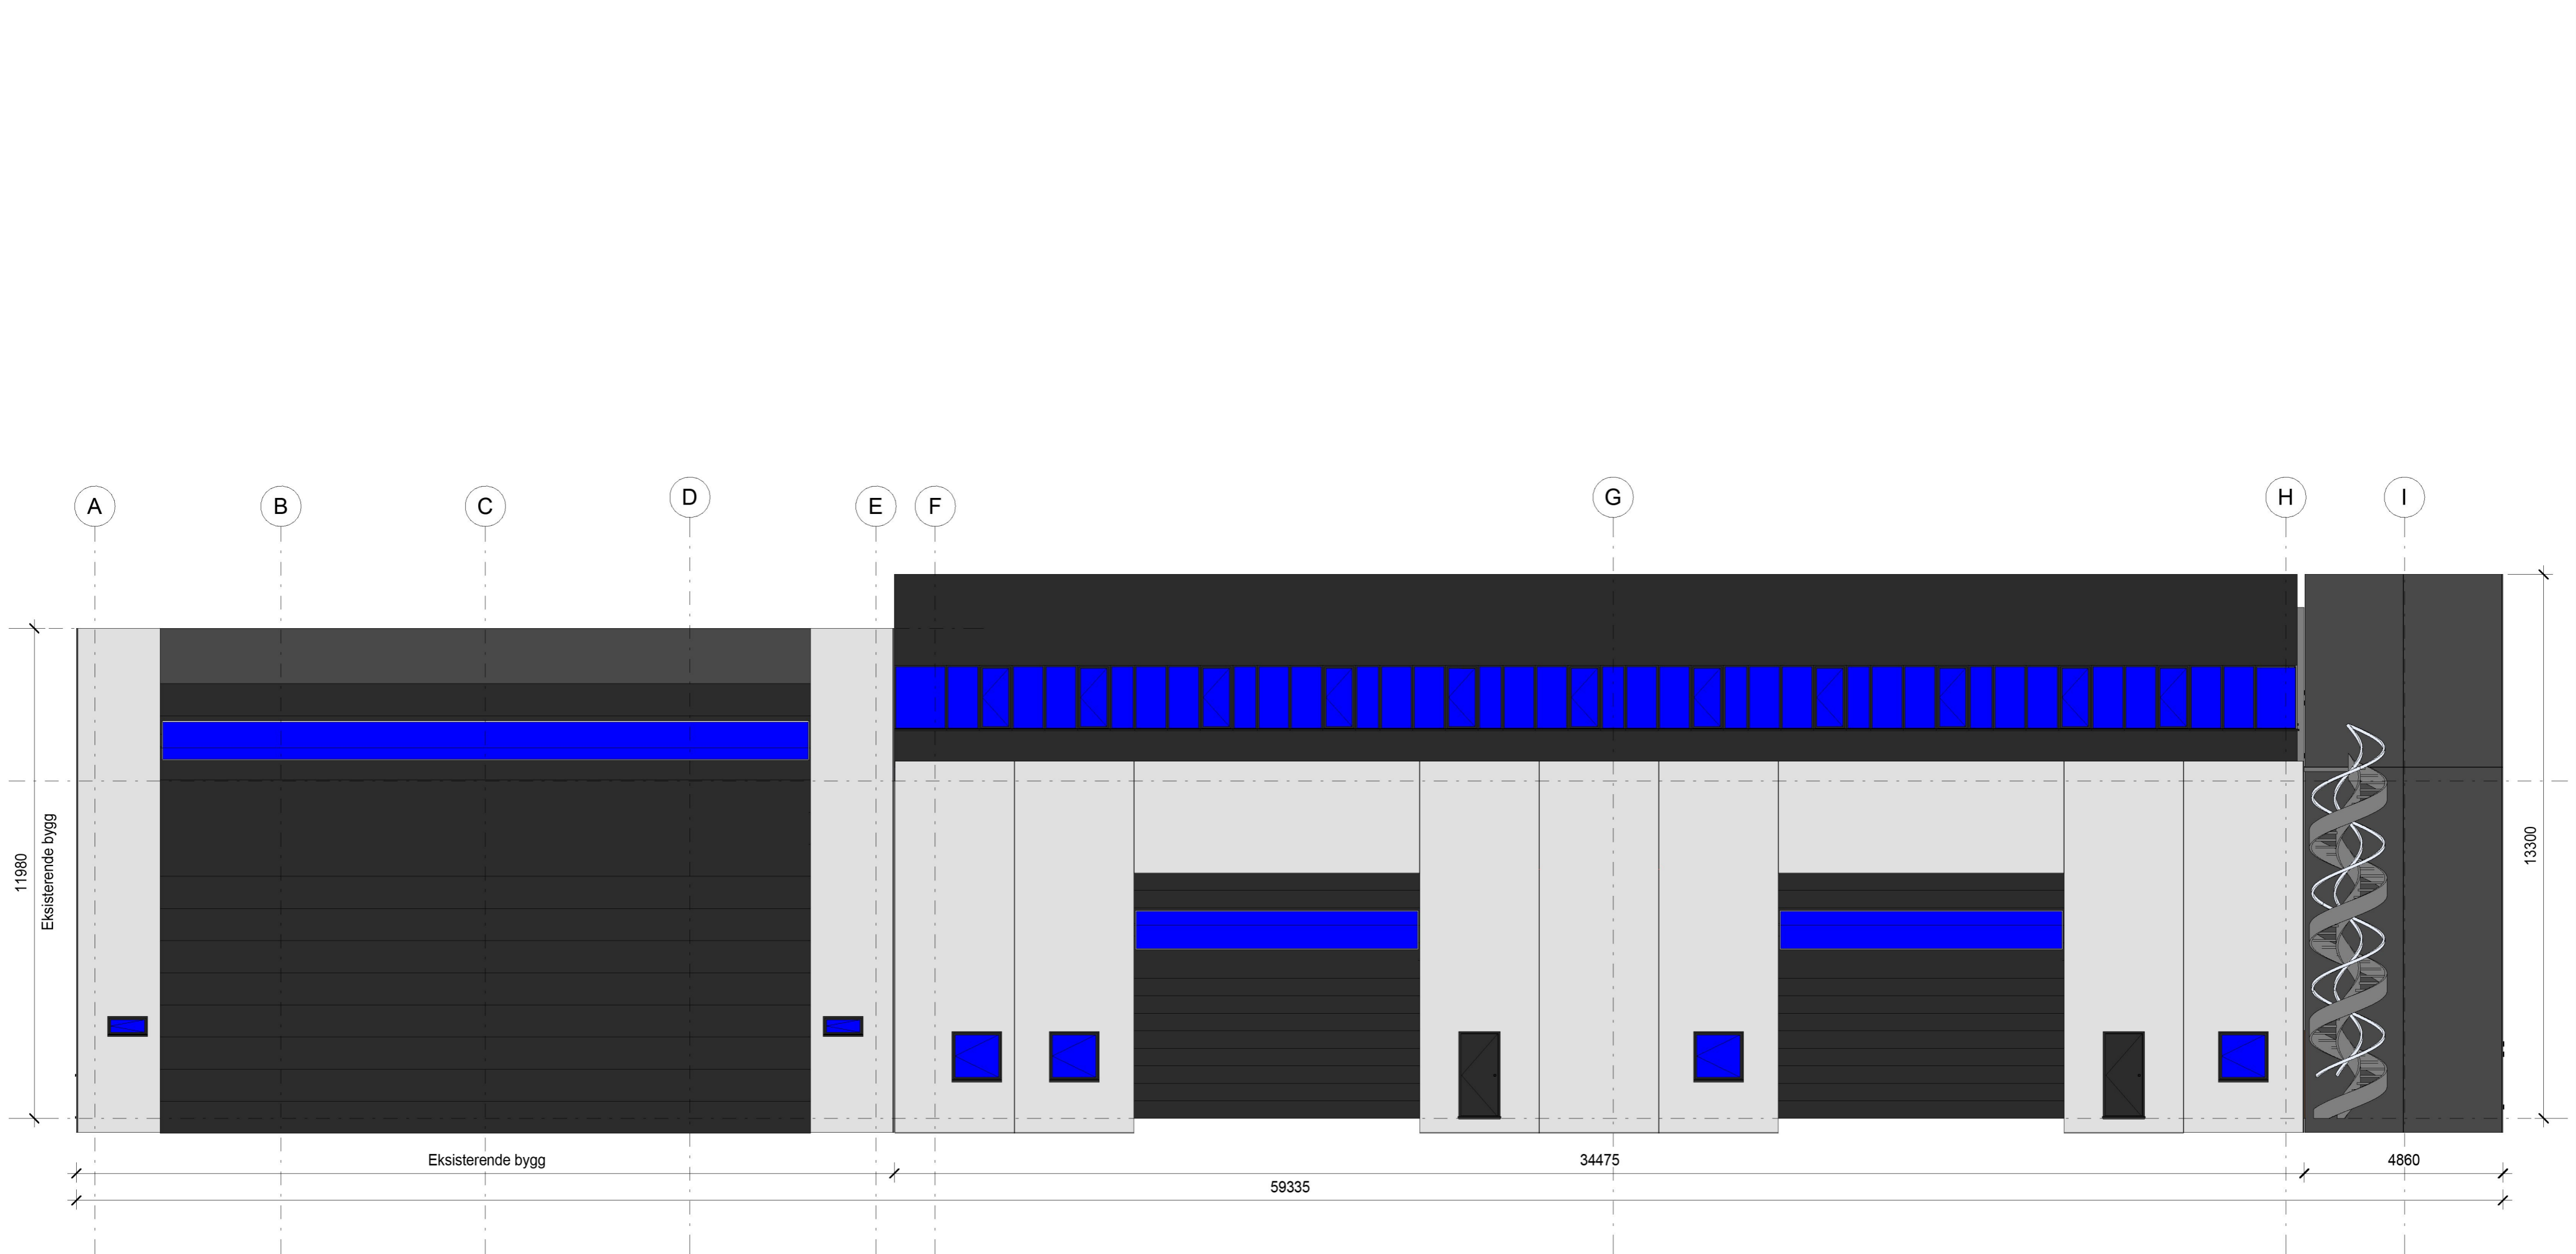 A
B
C
D
E
F
G
H
I
11980
Eksisterende bygg
13300
Eksisterende bygg
34475
4860
59335